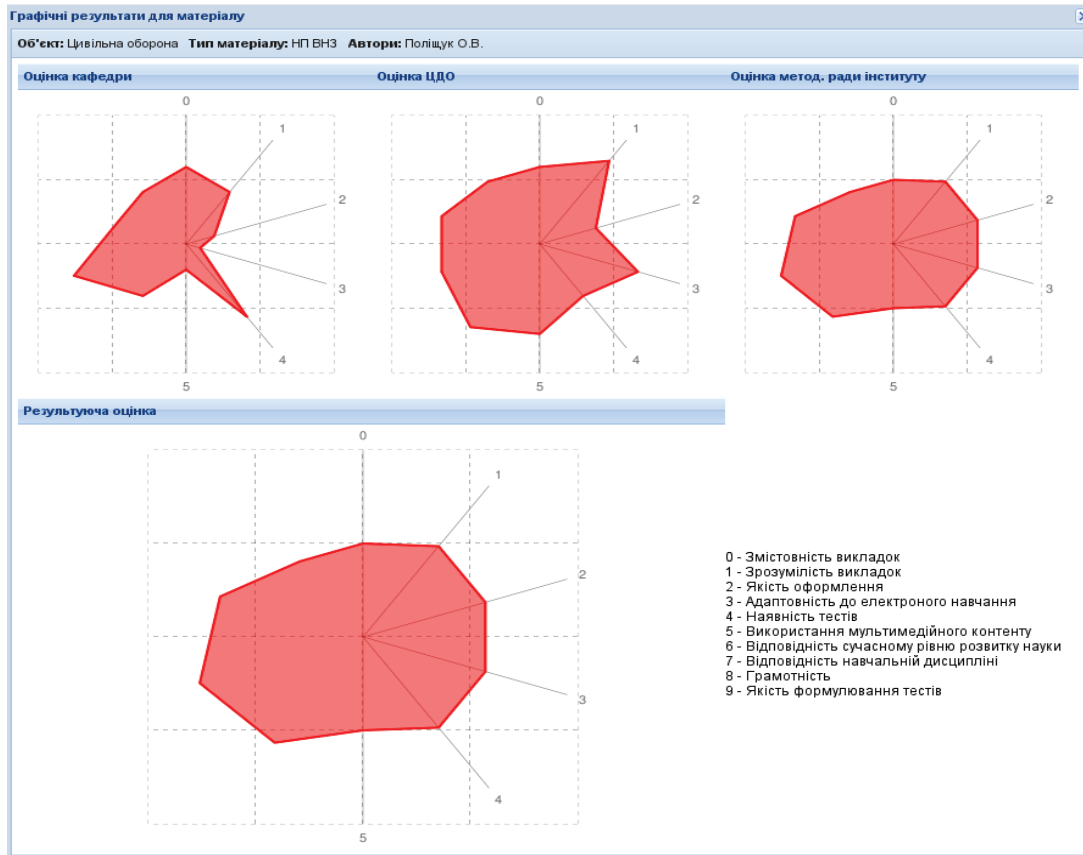 Графічні результати для матеріалу
Об'єкт: Цивільна оборона Тип матеріалу: НП ВНЗ Автори: Поліщук О.В.
Оцінка кафедри
0
1
2
3
4
5
Оцінка ЦДО
0
1
2
3
4
5
Оцінка метод. ради інституту
0
1
2
3
4
5
Результуюча оцінка
0
1
2
3
4
5
0 - Змістовність викладок
1 - Зрозумілість викладок
2 - Якість оформлення
3 - Адаптовність до електроного навчання
4 - Наявність тестів
5 - Використання мультимедійного контенту
6 - Відповідність сучасному рівню розвитку науки
7 - Відповідність навчальній дисципліні
8 - Грамотність
9 - Якість формулювання тестів